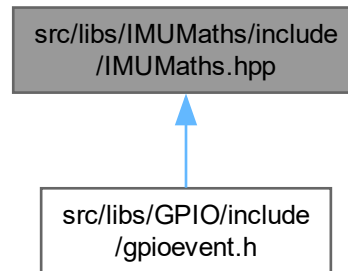 src/libs/IMUMaths/include
/IMUMaths.hpp
src/libs/GPIO/include
/gpioevent.h